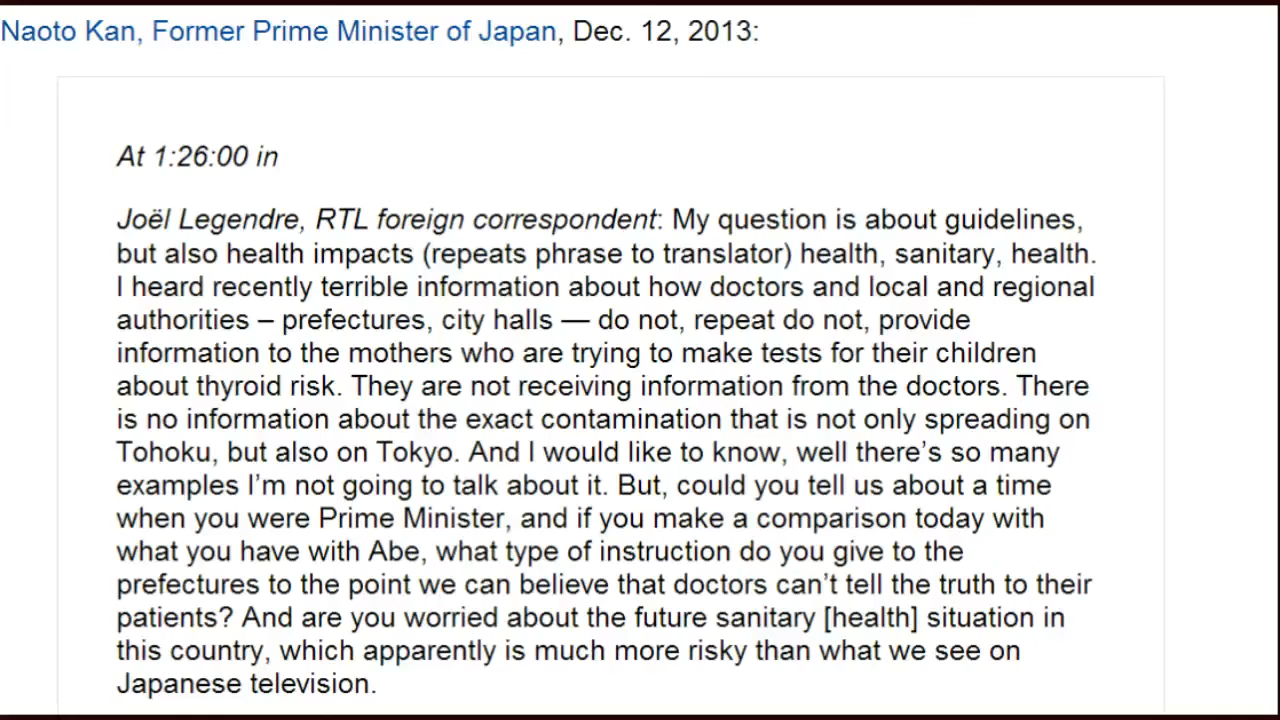 Naoto Kan, Former Prime Minister of Japan, Dec. 12, 2013:
At 1:26:00 in
Joël Legendre, RTL foreign correspondent: My question is about guidelines,
but also health impacts (repeats phrase to translator) health, sanitary, health.
I heard recently terrible information about how doctors and local and regional
authorities – prefectures, city halls — do not, repeat do not, provide
information to the mothers who are trying to make tests for their children
about thyroid risk. They are not receiving information from the doctors. There
is no information about the exact contamination that is not only spreading on
Tohoku, but also on Tokyo. And I would like to know, well there’s so many
examples I’m not going to talk about it. But, could you tell us about a time
when you were Prime Minister, and if you make a comparison today with
what you have with Abe, what type of instruction do you give to the
prefectures to the point we can believe that doctors can’t tell the truth to their
patients? And are you worried about the future sanitary [health] situation in
this country, which apparently is much more risky than what we see on
Japanese television.